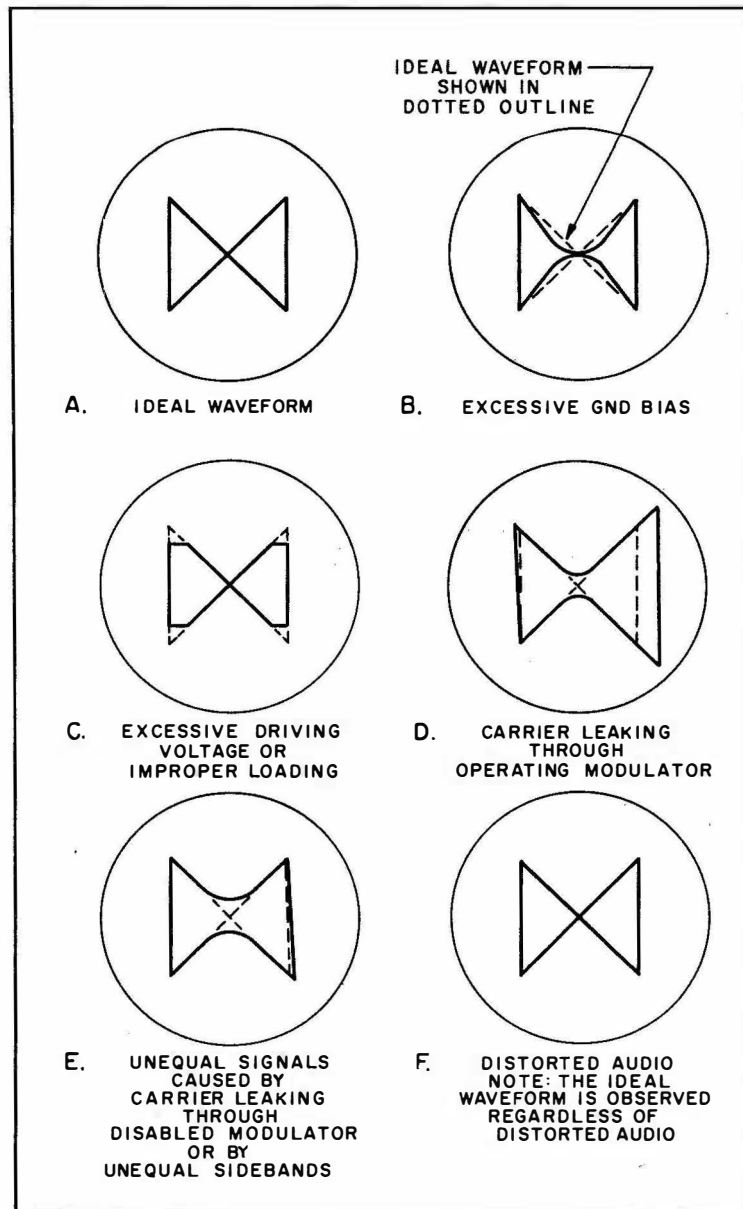 IDEAL WAVEFORM
SHOWN IN
DOTTED OUTLINE
A. IDEAL WAVEFORM
B. EXCESSIVE GND BIAS
C. EXCESSIVE DRIVING
VOLTAGE OR
IMPROPER LOADING
D. CARRIER LEAKING
THROUGH
OPERATING MODULATOR
E. UNEQUAL SIGNALS
CAUSED BY
CARRIER LEAKING
THROUGH
DISABLED MODULATOR
OR BY
UNEQUAL SIDEBANDS
F. DISTORTED AUDIO
NOTE: THE IDEAL
WAVEFORM IS OBSERVED
REGARDLESS OF
DISTORTED AUDIO